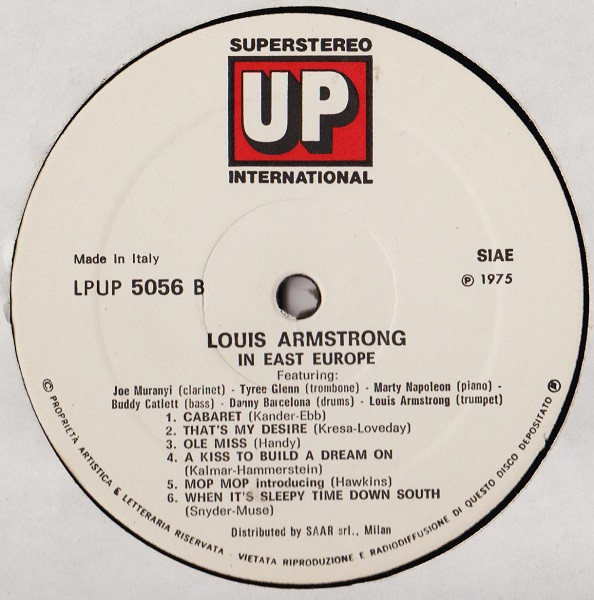 SUPERSTEREO
UP
INTERNATIONAL
Made In Italy
SIAE
LPUP 5056 B
℗ 1975
LOUIS ARMSTRONG
IN EAST EUROPE
Featuring:
Joe Muranyi (clarinet) - Tyree Glenn (trombone) - Marty Napoleon (piano) -
Buddy Catlett (bass) - Danny Barcelona (drums) - Louis Armstrong (trumpet)
1. CABARET (Kander-Ebb)
2. THAT'S MY DESIRE (Kresa-Loveday)
3. OLE MISS (Handy)
4. A KISS TO BUILD A DREAM ON
(Kalmar-Hammerstein)
5. MOP MOP introducing (Hawkins)
6. WHEN IT'S SLEEPY TIME DOWN SOUTH
(Snyder-Muse)
Distributed by SAAR srl., Milan
© PROPRIETÀ ARTISTICA E LETTERARIA RISERVATA - VIETATA RIPRODUZIONE E RADIODIFFUSIONE DI QUESTO DISCO DEPOSITATO